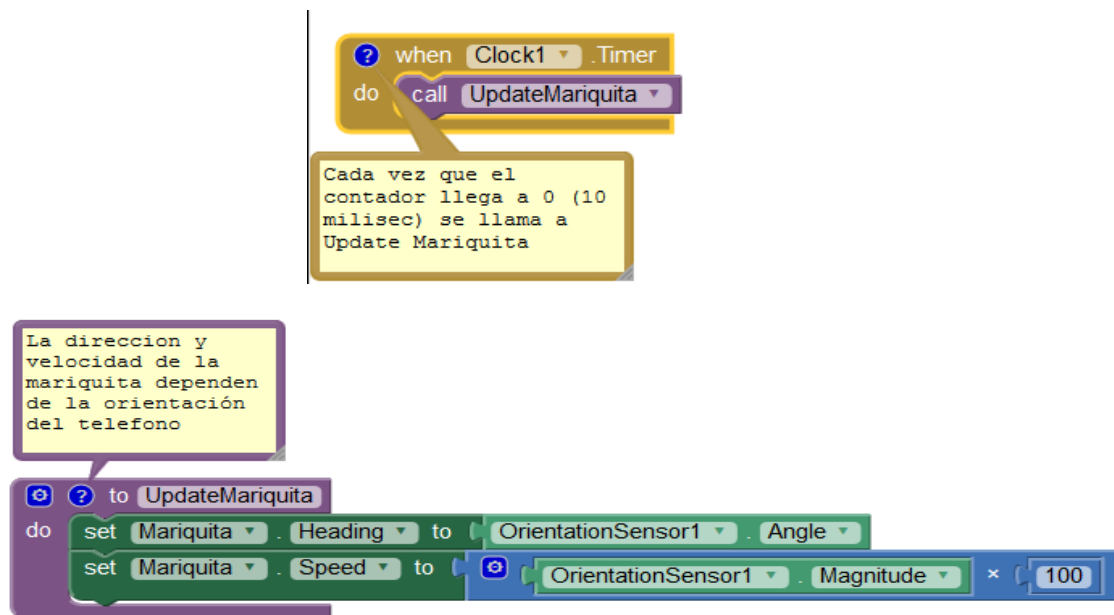 when Clock1 .Timer
do call UpdateMariquita
Cada vez que el
contador llega a 0 (10
milisec) se llama a
Update Mariquita
La direccion y
velocidad de la
mariquita dependen
de la orientación
del telefono
to UpdateMariquita
do set Mariquita . Heading to OrientationSensor1 . Angle
set Mariquita . Speed to OrientationSensor1 . Magnitude × 100